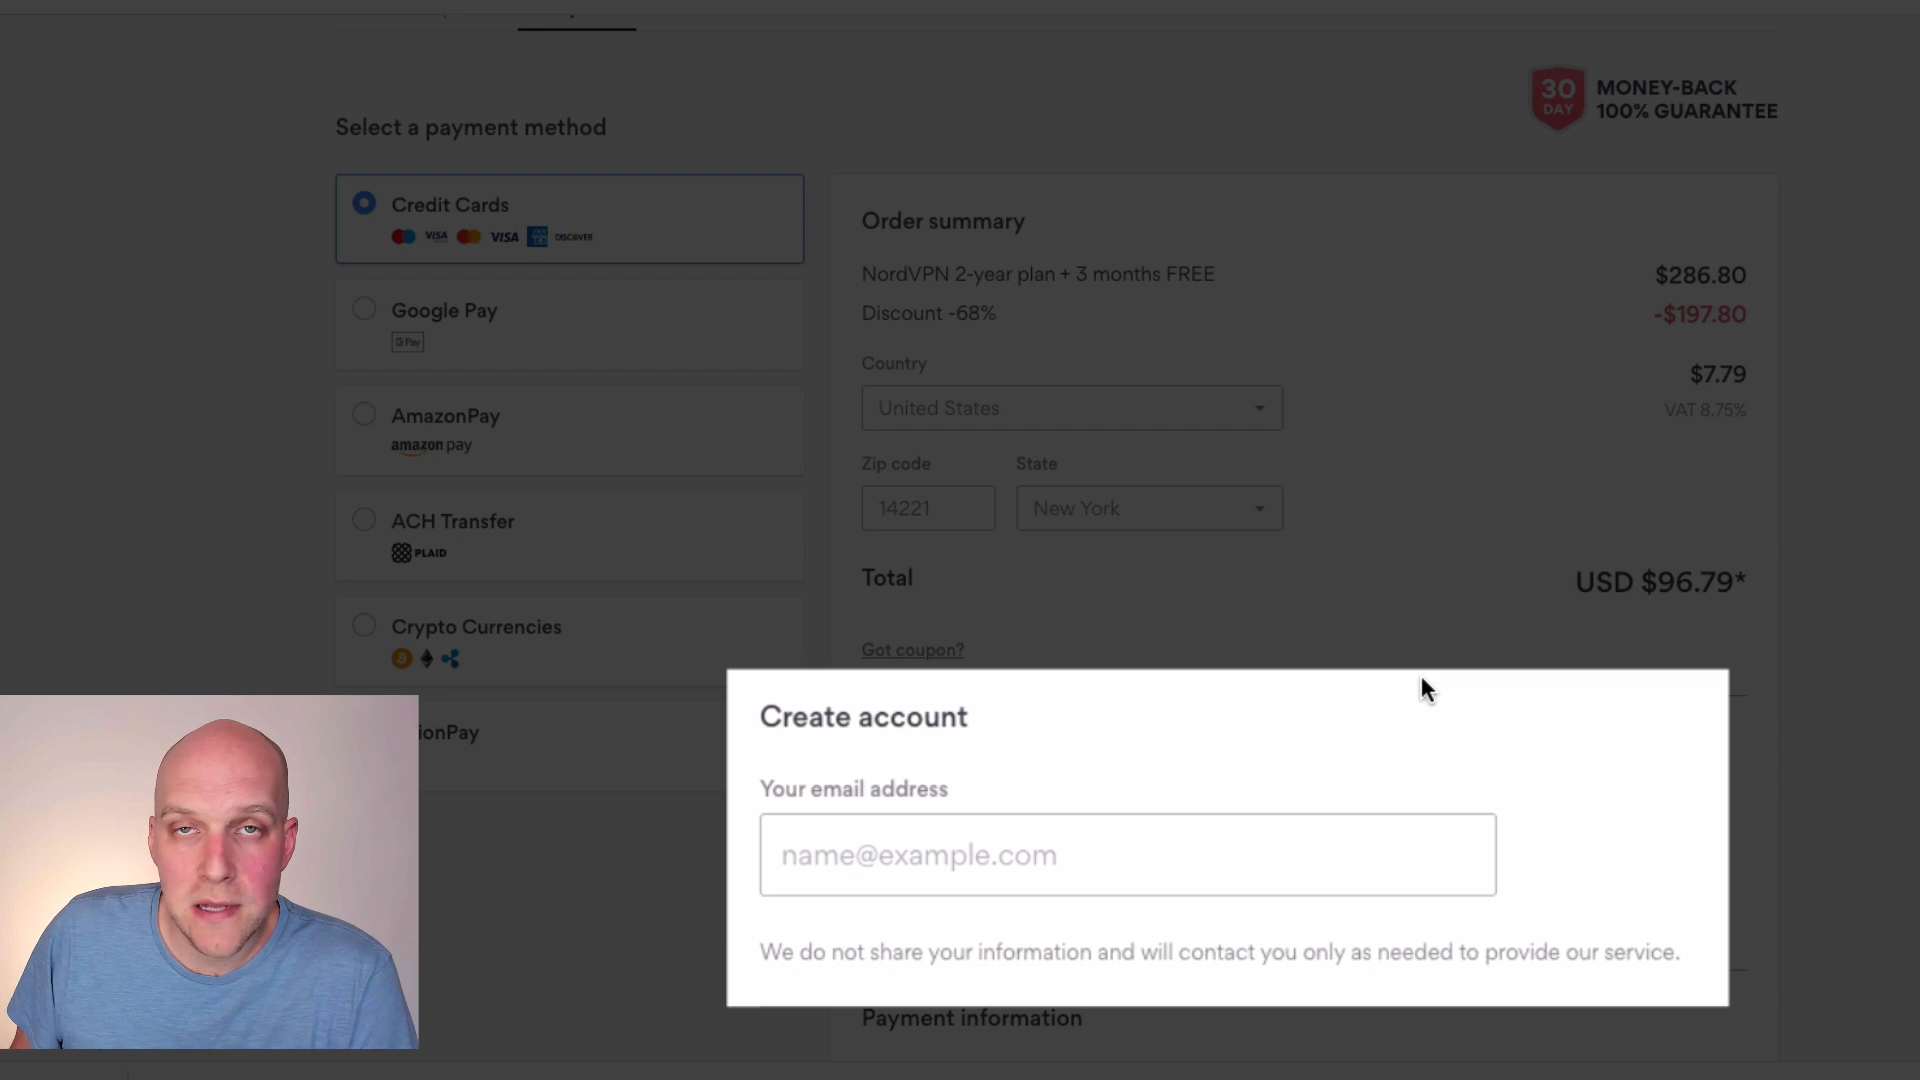 30
DAY
MONEY-BACK
100% GUARANTEE
Select a payment method
Credit Cards
VISA
VISA
DISCOVER
Google Pay
G Pay
AmazonPay
amazon pay
ACH Transfer
PLAID
Crypto Currencies
ionPay
Order summary
NordVPN 2-year plan + 3 months FREE
$286.80
Discount -68%
-$197.80
Country
$7.79
United States
VAT 8.75%
Zip code
State
14221
New York
Total
USD $96.79*
Got coupon?
Create account
Your email address
name@example.com
We do not share your information and will contact you only as needed to provide our service.
Payment information